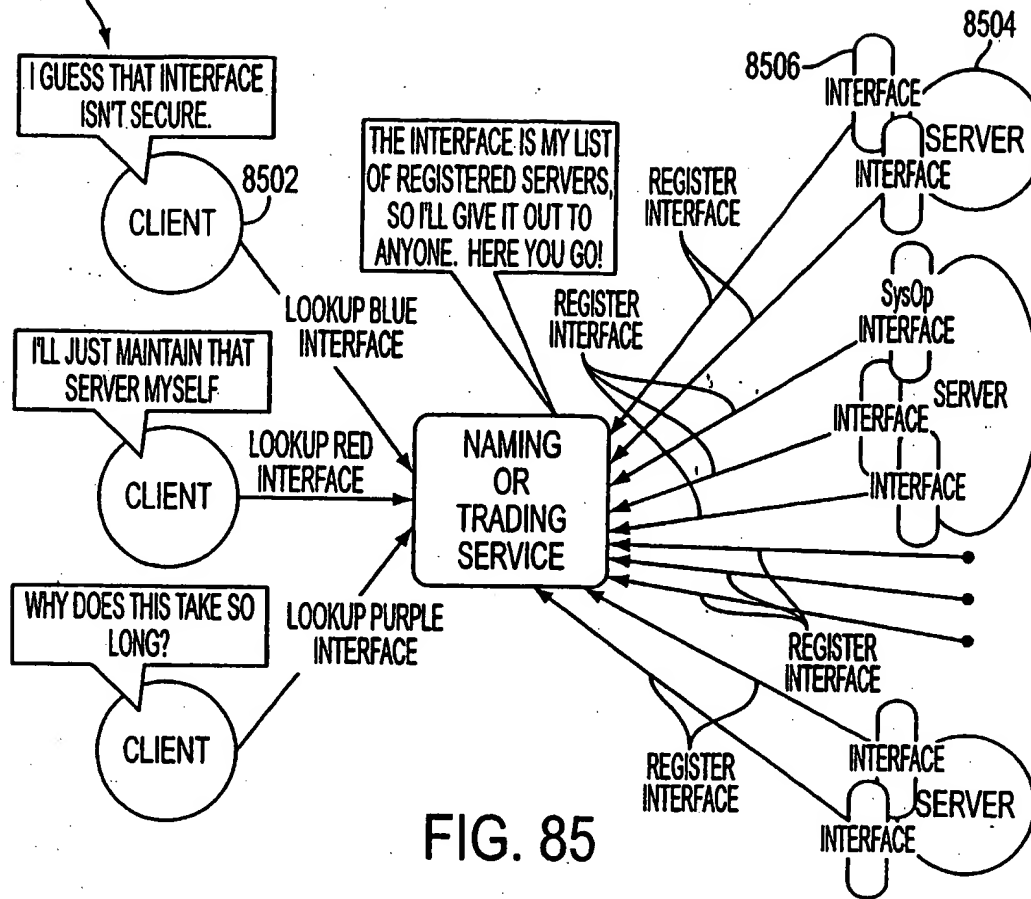 I GUESS THAT INTERFACE
ISN'T SECURE.
CLIENT
8502
LOOKUP BLUE
INTERFACE
I'LL JUST MAINTAIN THAT
SERVER MYSELF
CLIENT
LOOKUP RED
INTERFACE
WHY DOES THIS TAKE SO
LONG?
CLIENT
LOOKUP PURPLE
INTERFACE
THE INTERFACE IS MY LIST
OF REGISTERED SERVERS,
SO I'LL GIVE IT OUT TO
ANYONE. HERE YOU GO!
NAMING
OR
TRADING
SERVICE
REGISTER
INTERFACE
REGISTER
INTERFACE
8506
8504
INTERFACE
SERVER
INTERFACE
SysOp
INTERFACE
SERVER
INTERFACE
INTERFACE
REGISTER
INTERFACE
REGISTER
INTERFACE
INTERFACE
SERVER
INTERFACE
FIG. 85